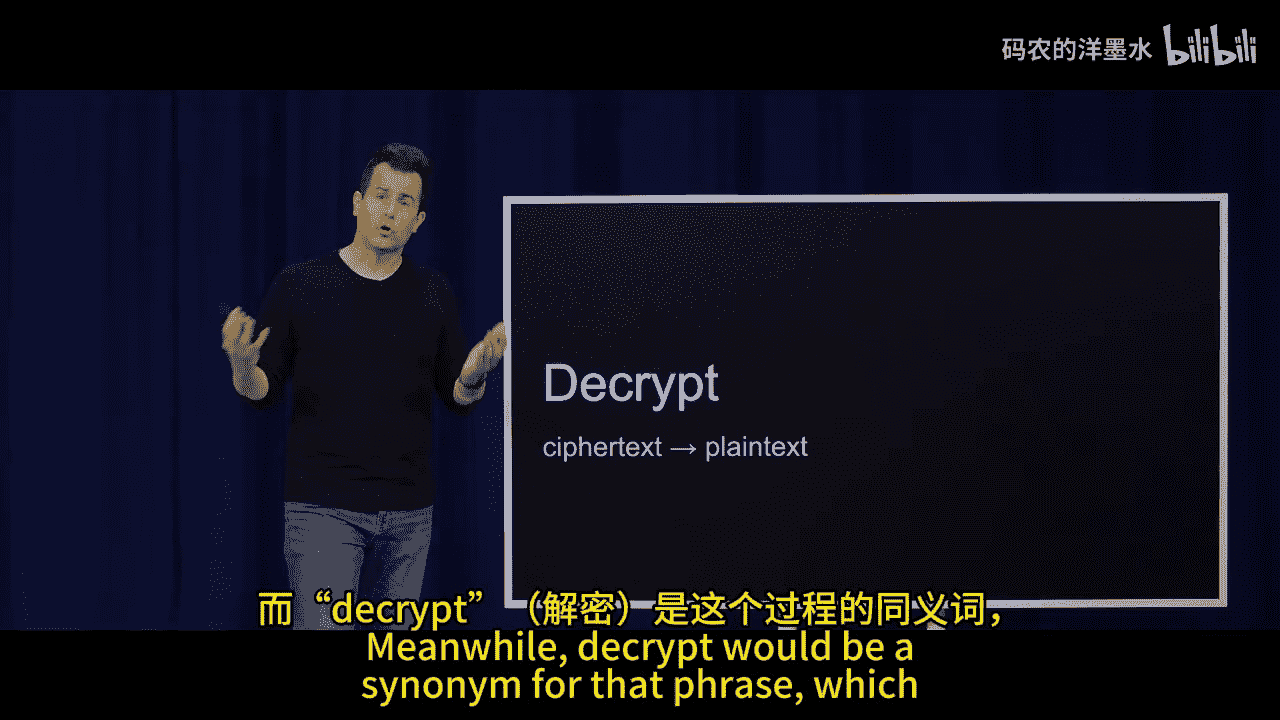 码农的洋墨水 bilibili
Decrypt
ciphertext → plaintext
而“decrypt”（解密）是这个过程的同义词，
Meanwhile, decrypt would be a
synonym for that phrase, which